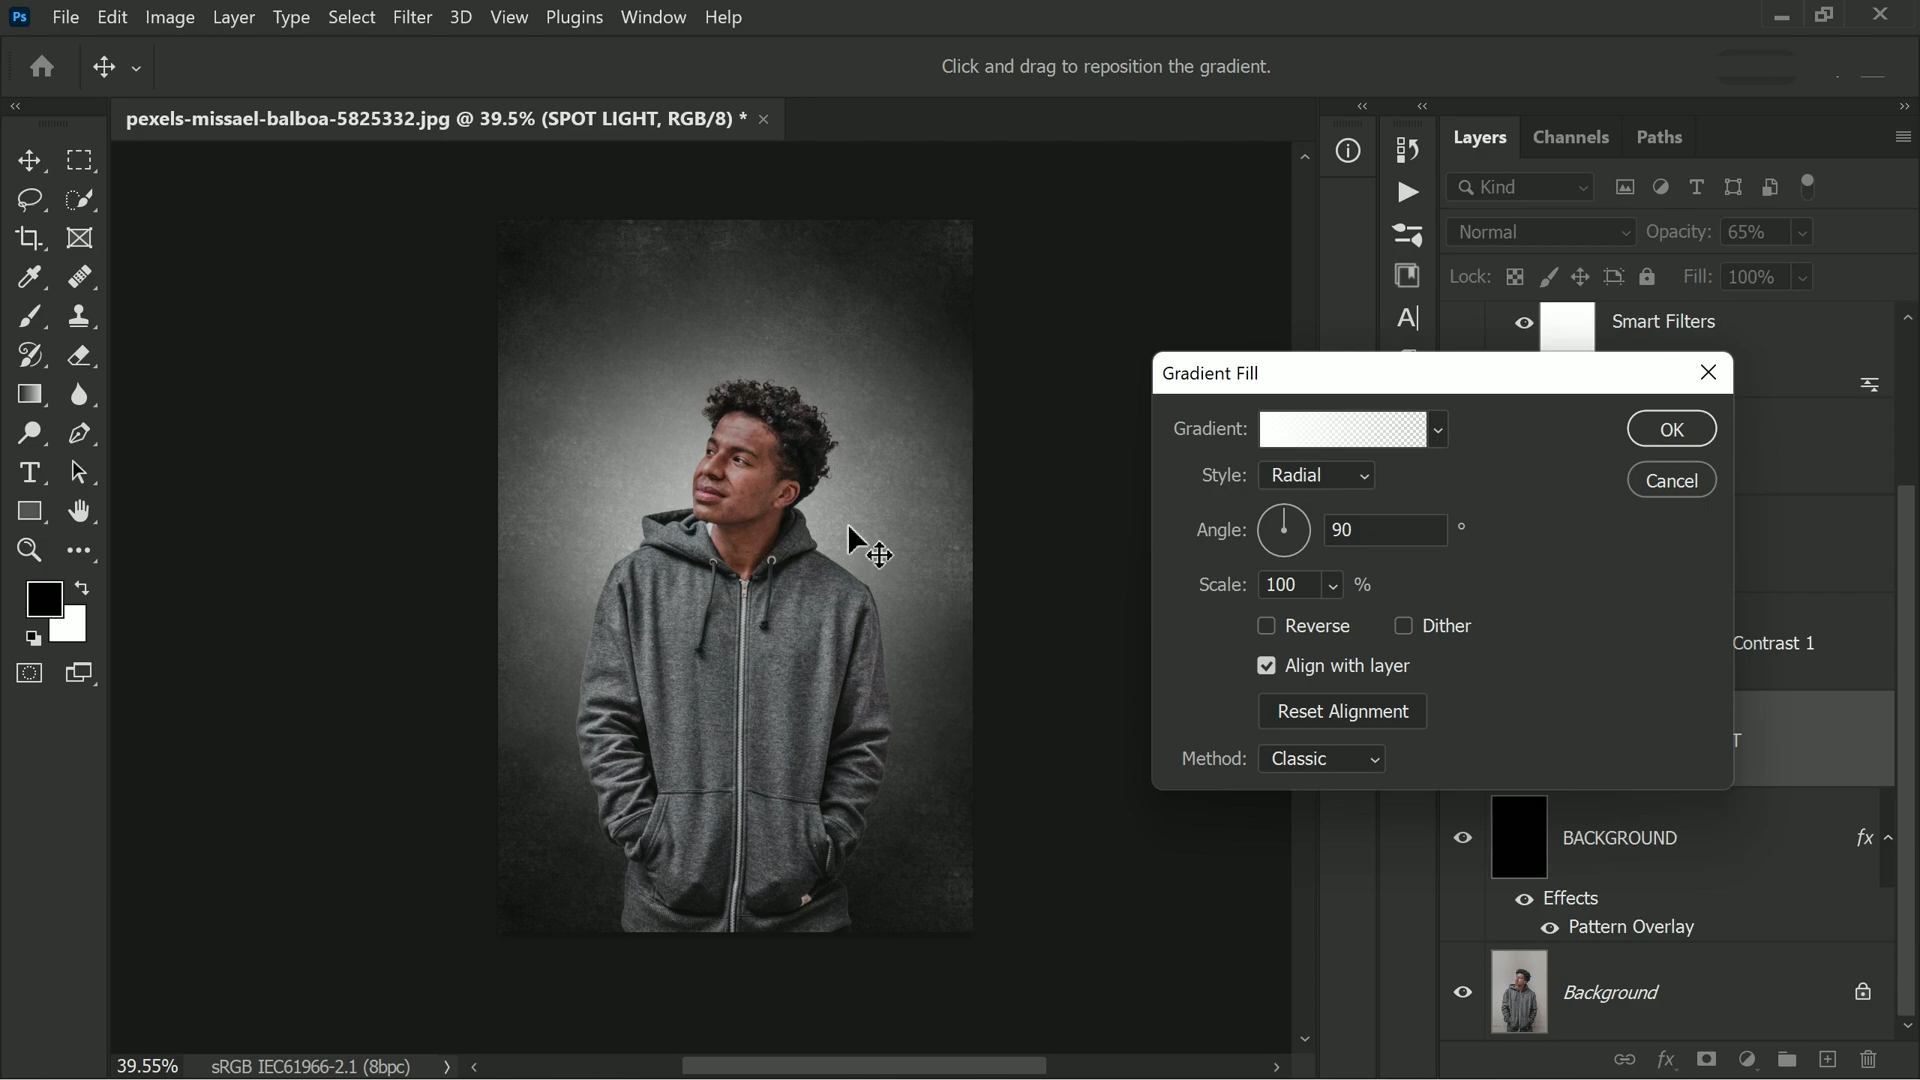 Ps File Edit Image Layer Type Select Filter 3D View Plugins Window Help
Click and drag to reposition the gradient.
pexels-missael-balboa-5825332.jpg @ 39.5% (SPOT LIGHT, RGB/8) *
Layers Channels Paths
Kind
Normal Opacity: 65%
Lock: Fill: 100%
Smart Filters
Gradient Fill
Gradient:
OK
Style: Radial
Cancel
Angle: 90 °
Scale: 100 %
Reverse Dither
Contrast 1
Align with layer
Reset Alignment
T
Method: Classic
BACKGROUND fx
Effects
Pattern Overlay
Background
39.55% sRGB IEC61966-2.1 (8bpc)
fx